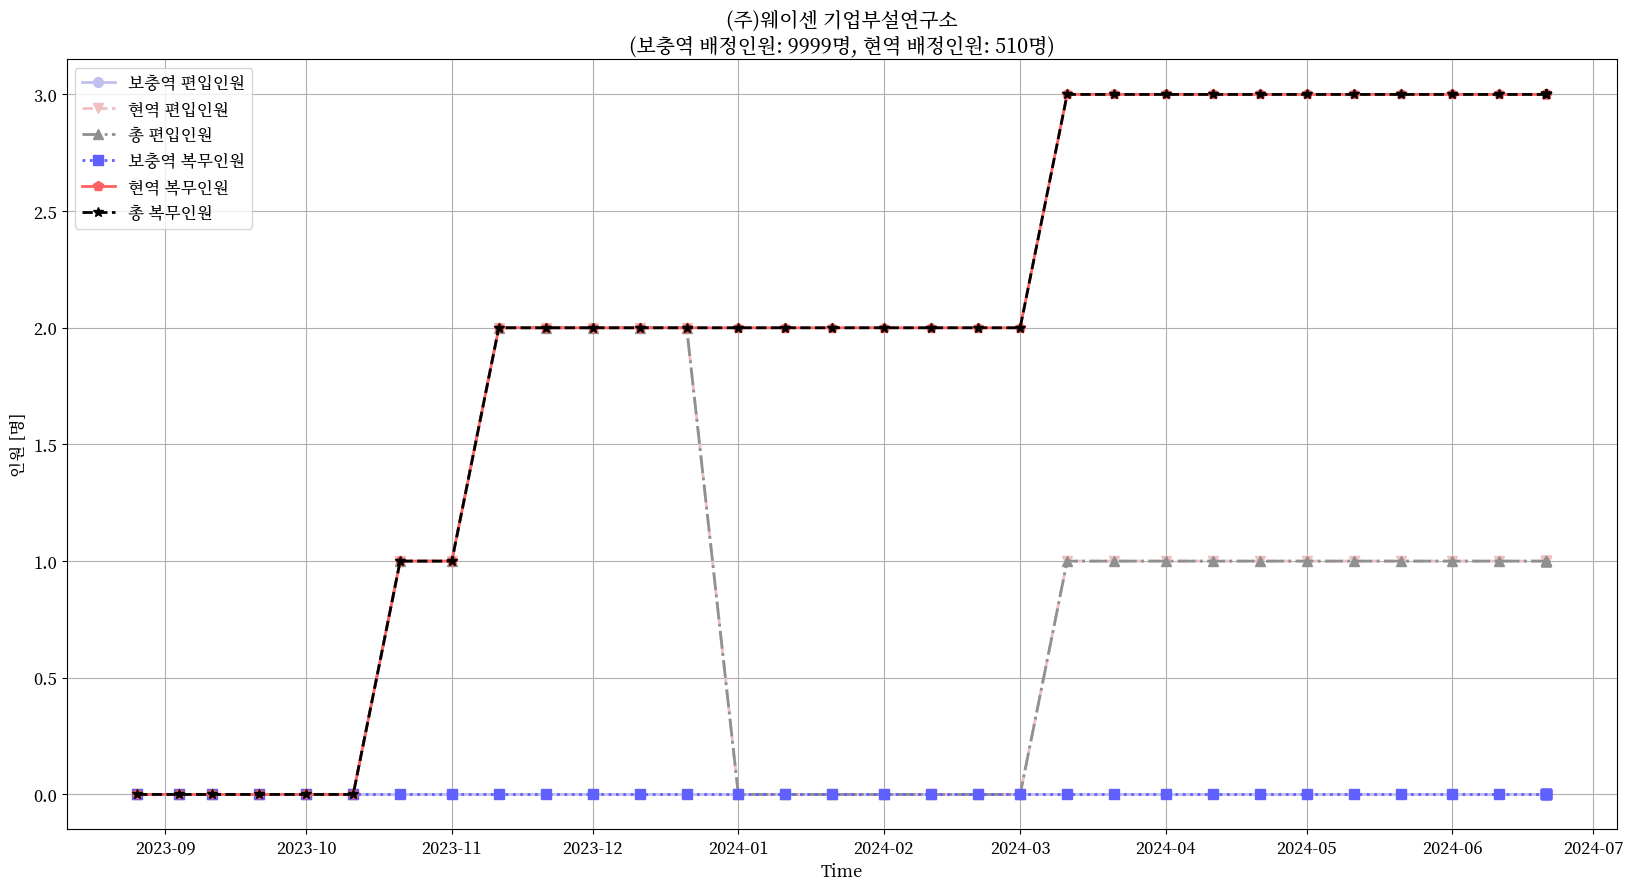 (주)웨이센 기업부설연구소
(보충역 배정인원: 9999명, 현역 배정인원: 510명)
보충역 편입인원
현역 편입인원
총 편입인원
보충역 복무인원
현역 복무인원
총 복무인원
3.0
2.5
2.0
1.5
1.0
0.5
0.0
인원 [명]
2023-09
2023-10
2023-11
2023-12
2024-01
2024-02
2024-03
2024-04
2024-05
2024-06
2024-07
Time